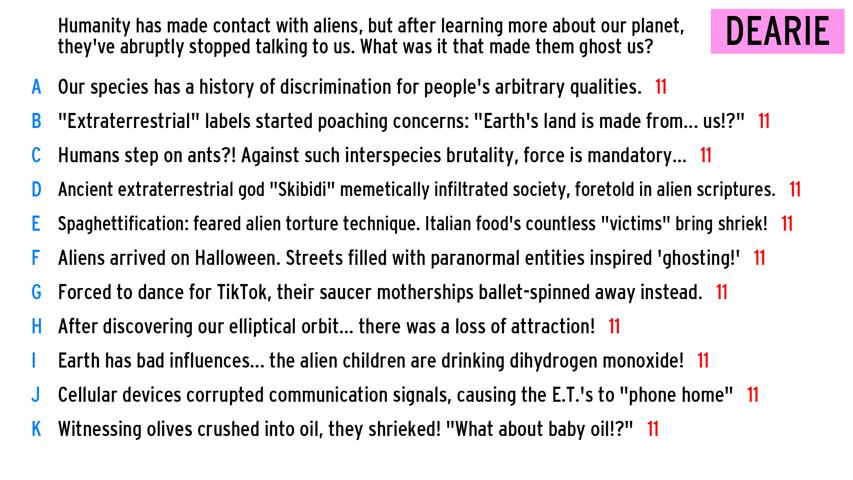 Humanity has made contact with aliens, but after learning more about our planet,
they've abruptly stopped talking to us. What was it that made them ghost us?
DEARIE
A Our species has a history of discrimination for people's arbitrary qualities. 11
B "Extraterrestrial" labels started poaching concerns: "Earth's land is made from... us!?" 11
C Humans step on ants?! Against such interspecies brutality, force is mandatory... 11
D Ancient extraterrestrial god "Skibidi" memetically infiltrated society, foretold in alien scriptures. 11
E Spaghettification: feared alien torture technique. Italian food's countless "victims" bring shriek! 11
F Aliens arrived on Halloween. Streets filled with paranormal entities inspired 'ghosting!' 11
G Forced to dance for TikTok, their saucer motherships ballet-spinned away instead. 11
H After discovering our elliptical orbit... there was a loss of attraction! 11
I Earth has bad influences... the alien children are drinking dihydrogen monoxide! 11
J Cellular devices corrupted communication signals, causing the E.T.'s to "phone home" 11
K Witnessing olives crushed into oil, they shrieked! "What about baby oil!?" 11